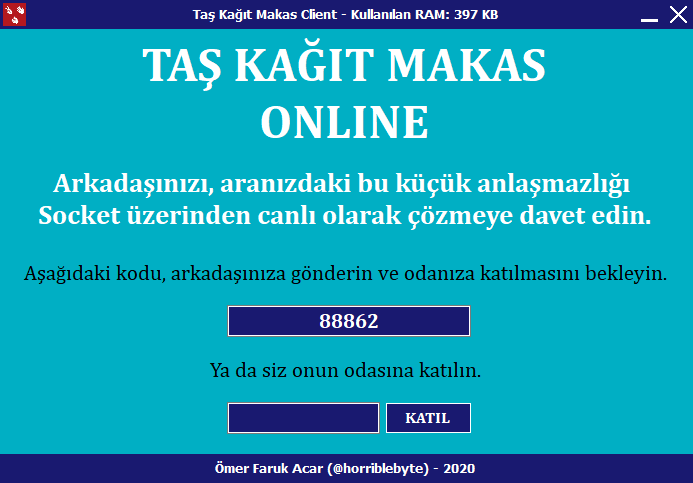 Taş Kağıt Makas Client - Kullanılan RAM: 397 KB
TAŞ KAĞIT MAKAS
ONLINE
Arkadaşınızı, aranızdaki bu küçük anlaşmazlığı
Socket üzerinden canlı olarak çözmeye davet edin.
Aşağıdaki kodu, arkadaşınıza gönderin ve odanıza katılmasını bekleyin.
88862
Ya da siz onun odasına katılın.
KATIL
Ömer Faruk Acar (@horriblebyte) - 2020